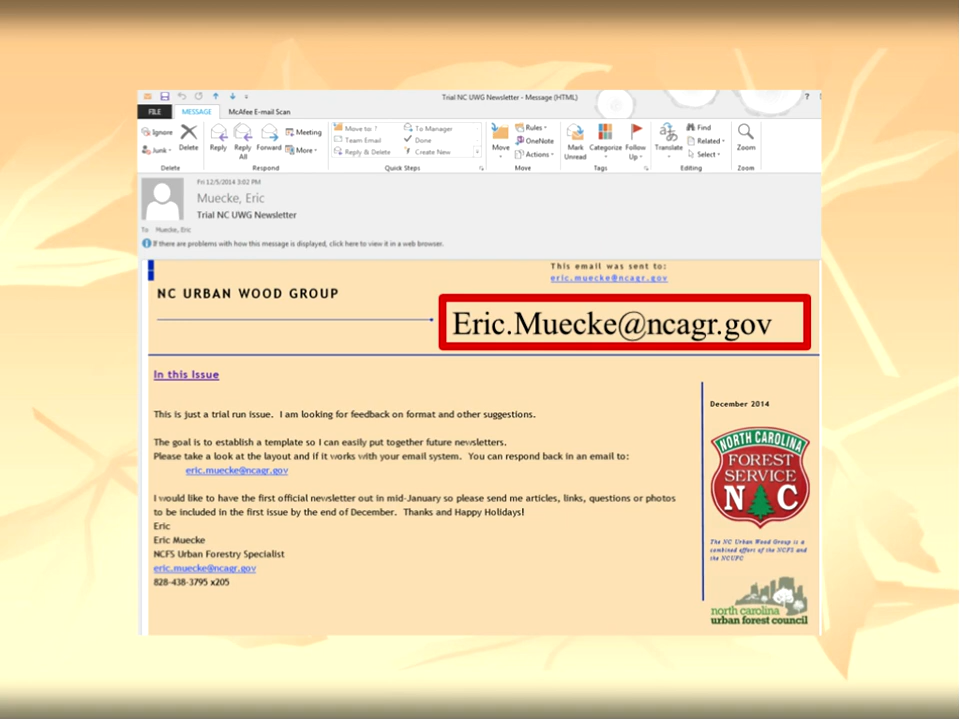 Trial NC UWG Newsletter - Message (HTML)
?
FILE
MESSAGE
McAfee E-mail Scan
Ignore
Junk
Delete
Delete
Reply
Reply All
Forward
Meeting
More
Respond
Move to: ?
Team Email
Reply & Delete
To Manager
Done
Create New
Quick Steps
Move
Rules
OneNote
Actions
Move
Mark Unread
Categorize
Follow Up
Tags
Translate
Find
Related
Select
Editing
Zoom
Zoom
Fri 12/5/2014 3:02 PM
Muecke, Eric
Trial NC UWG Newsletter
To Muecke, Eric
If there are problems with how this message is displayed, click here to view it in a web browser.
This email was sent to:
eric.muecke@ncagr.gov
NC URBAN WOOD GROUP
Eric.Muecke@ncagr.gov
In this Issue
This is just a trial run issue. I am looking for feedback on format and other suggestions.
The goal is to establish a template so I can easily put together future newsletters.
Please take a look at the layout and if it works with your email system. You can respond back in an email to:
eric.muecke@ncagr.gov
I would like to have the first official newsletter out in mid-January so please send me articles, links, questions or photos
to be included in the first issue by the end of December. Thanks and Happy Holidays!
Eric
Eric Muecke
NCFS Urban Forestry Specialist
eric.muecke@ncagr.gov
828-438-3795 x205
December 2014
NORTH CAROLINA
FOREST
SERVICE
N C
The NC Urban Wood Group is a
combined effort of the NCFS and
the NCUFC
north carolina
urban forest council